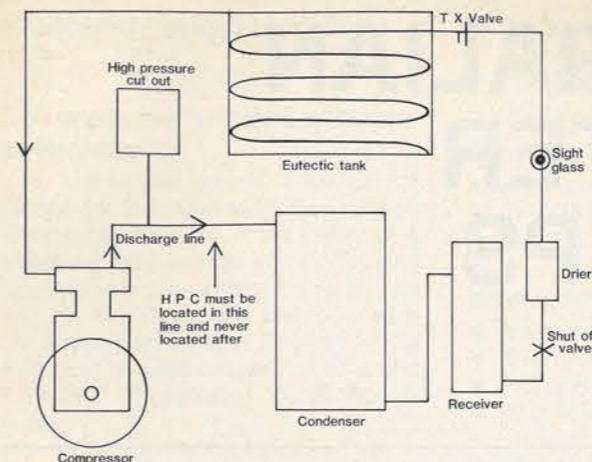 T X Valve
High pressure
cut out
Eutectic tank
Sight
glass
Discharge line
Drier
H P C must be
located in this
line and never
located after
Shut of
valve
Receiver
Condenser
Compressor